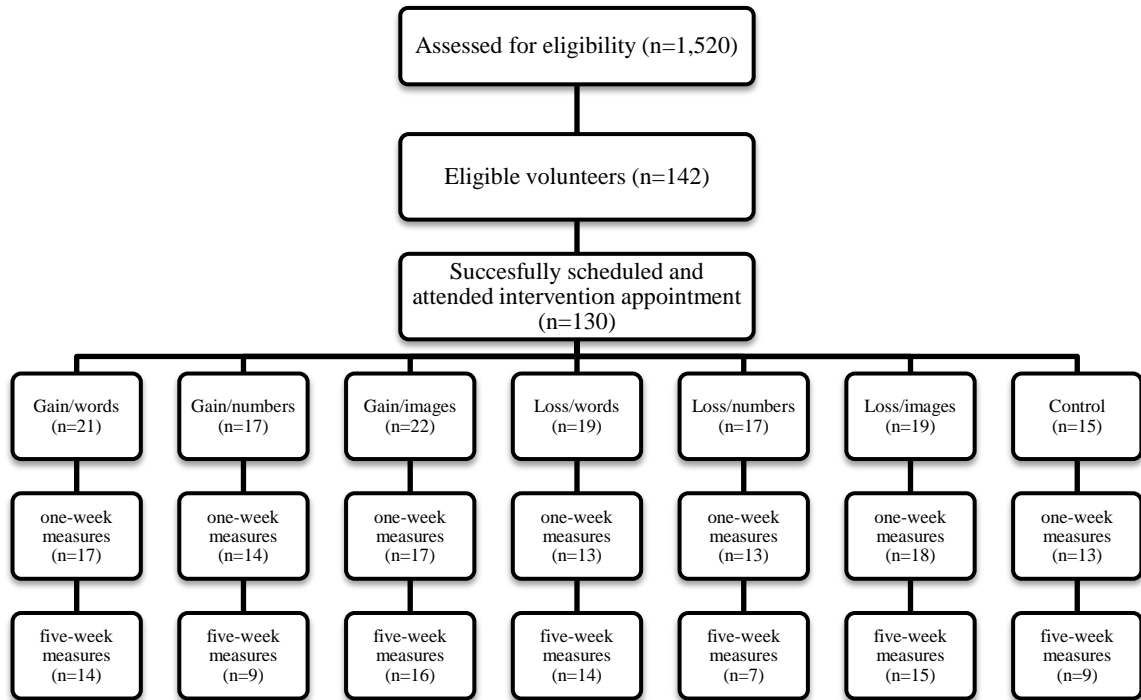 Assessed for eligibility (n=1,520)
Eligible volunteers (n=142)
Succesfully scheduled and
attended intervention appointment
(n=130)
Gain/words
(n=21)
Gain/numbers
(n=17)
Gain/images
(n=22)
Loss/words
(n=19)
Loss/numbers
(n=17)
Loss/images
(n=19)
Control
(n=15)
one-week
measures
(n=17)
one-week
measures
(n=14)
one-week
measures
(n=17)
one-week
measures
(n=13)
one-week
measures
(n=13)
one-week
measures
(n=18)
one-week
measures
(n=13)
five-week
measures
(n=14)
five-week
measures
(n=9)
five-week
measures
(n=16)
five-week
measures
(n=14)
five-week
measures
(n=7)
five-week
measures
(n=15)
five-week
measures
(n=9)